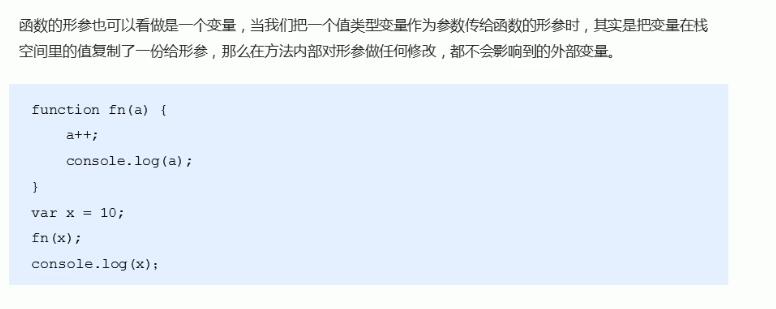 函数的形参也可以看做是一个变量，当我们把一个值类型变量作为参数传给函数的形参时，其实是把变量在栈
空间里的值复制了一份给形参，那么在方法内部对形参做任何修改，都不会影响到的外部变量。
function fn(a) {
    a++;
    console.log(a);
}
var x = 10;
fn(x);
console.log(x);